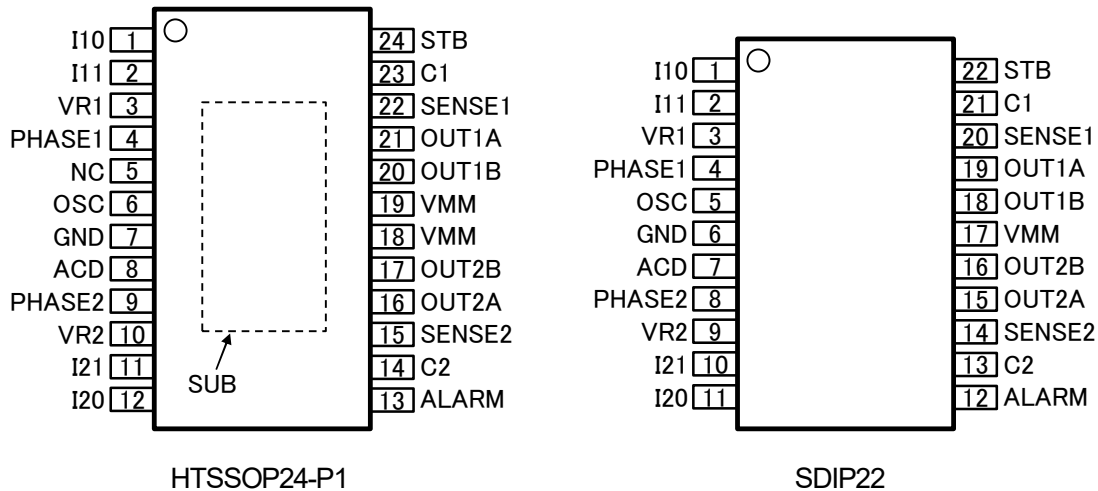 I10 1
I11 2
VR1 3
PHASE1 4
NC 5
OSC 6
GND 7
ACD 8
PHASE2 9
VR2 10
I21 11
I20 12
24 STB
23 C1
22 SENSE1
21 OUT1A
20 OUT1B
19 VMM
18 VMM
17 OUT2B
16 OUT2A
15 SENSE2
14 C2
13 ALARM
SUB
HTSSOP24-P1
I10 1
I11 2
VR1 3
PHASE1 4
OSC 5
GND 6
ACD 7
PHASE2 8
VR2 9
I21 10
I20 11
22 STB
21 C1
20 SENSE1
19 OUT1A
18 OUT1B
17 VMM
16 OUT2B
15 OUT2A
14 SENSE2
13 C2
12 ALARM
SDIP22